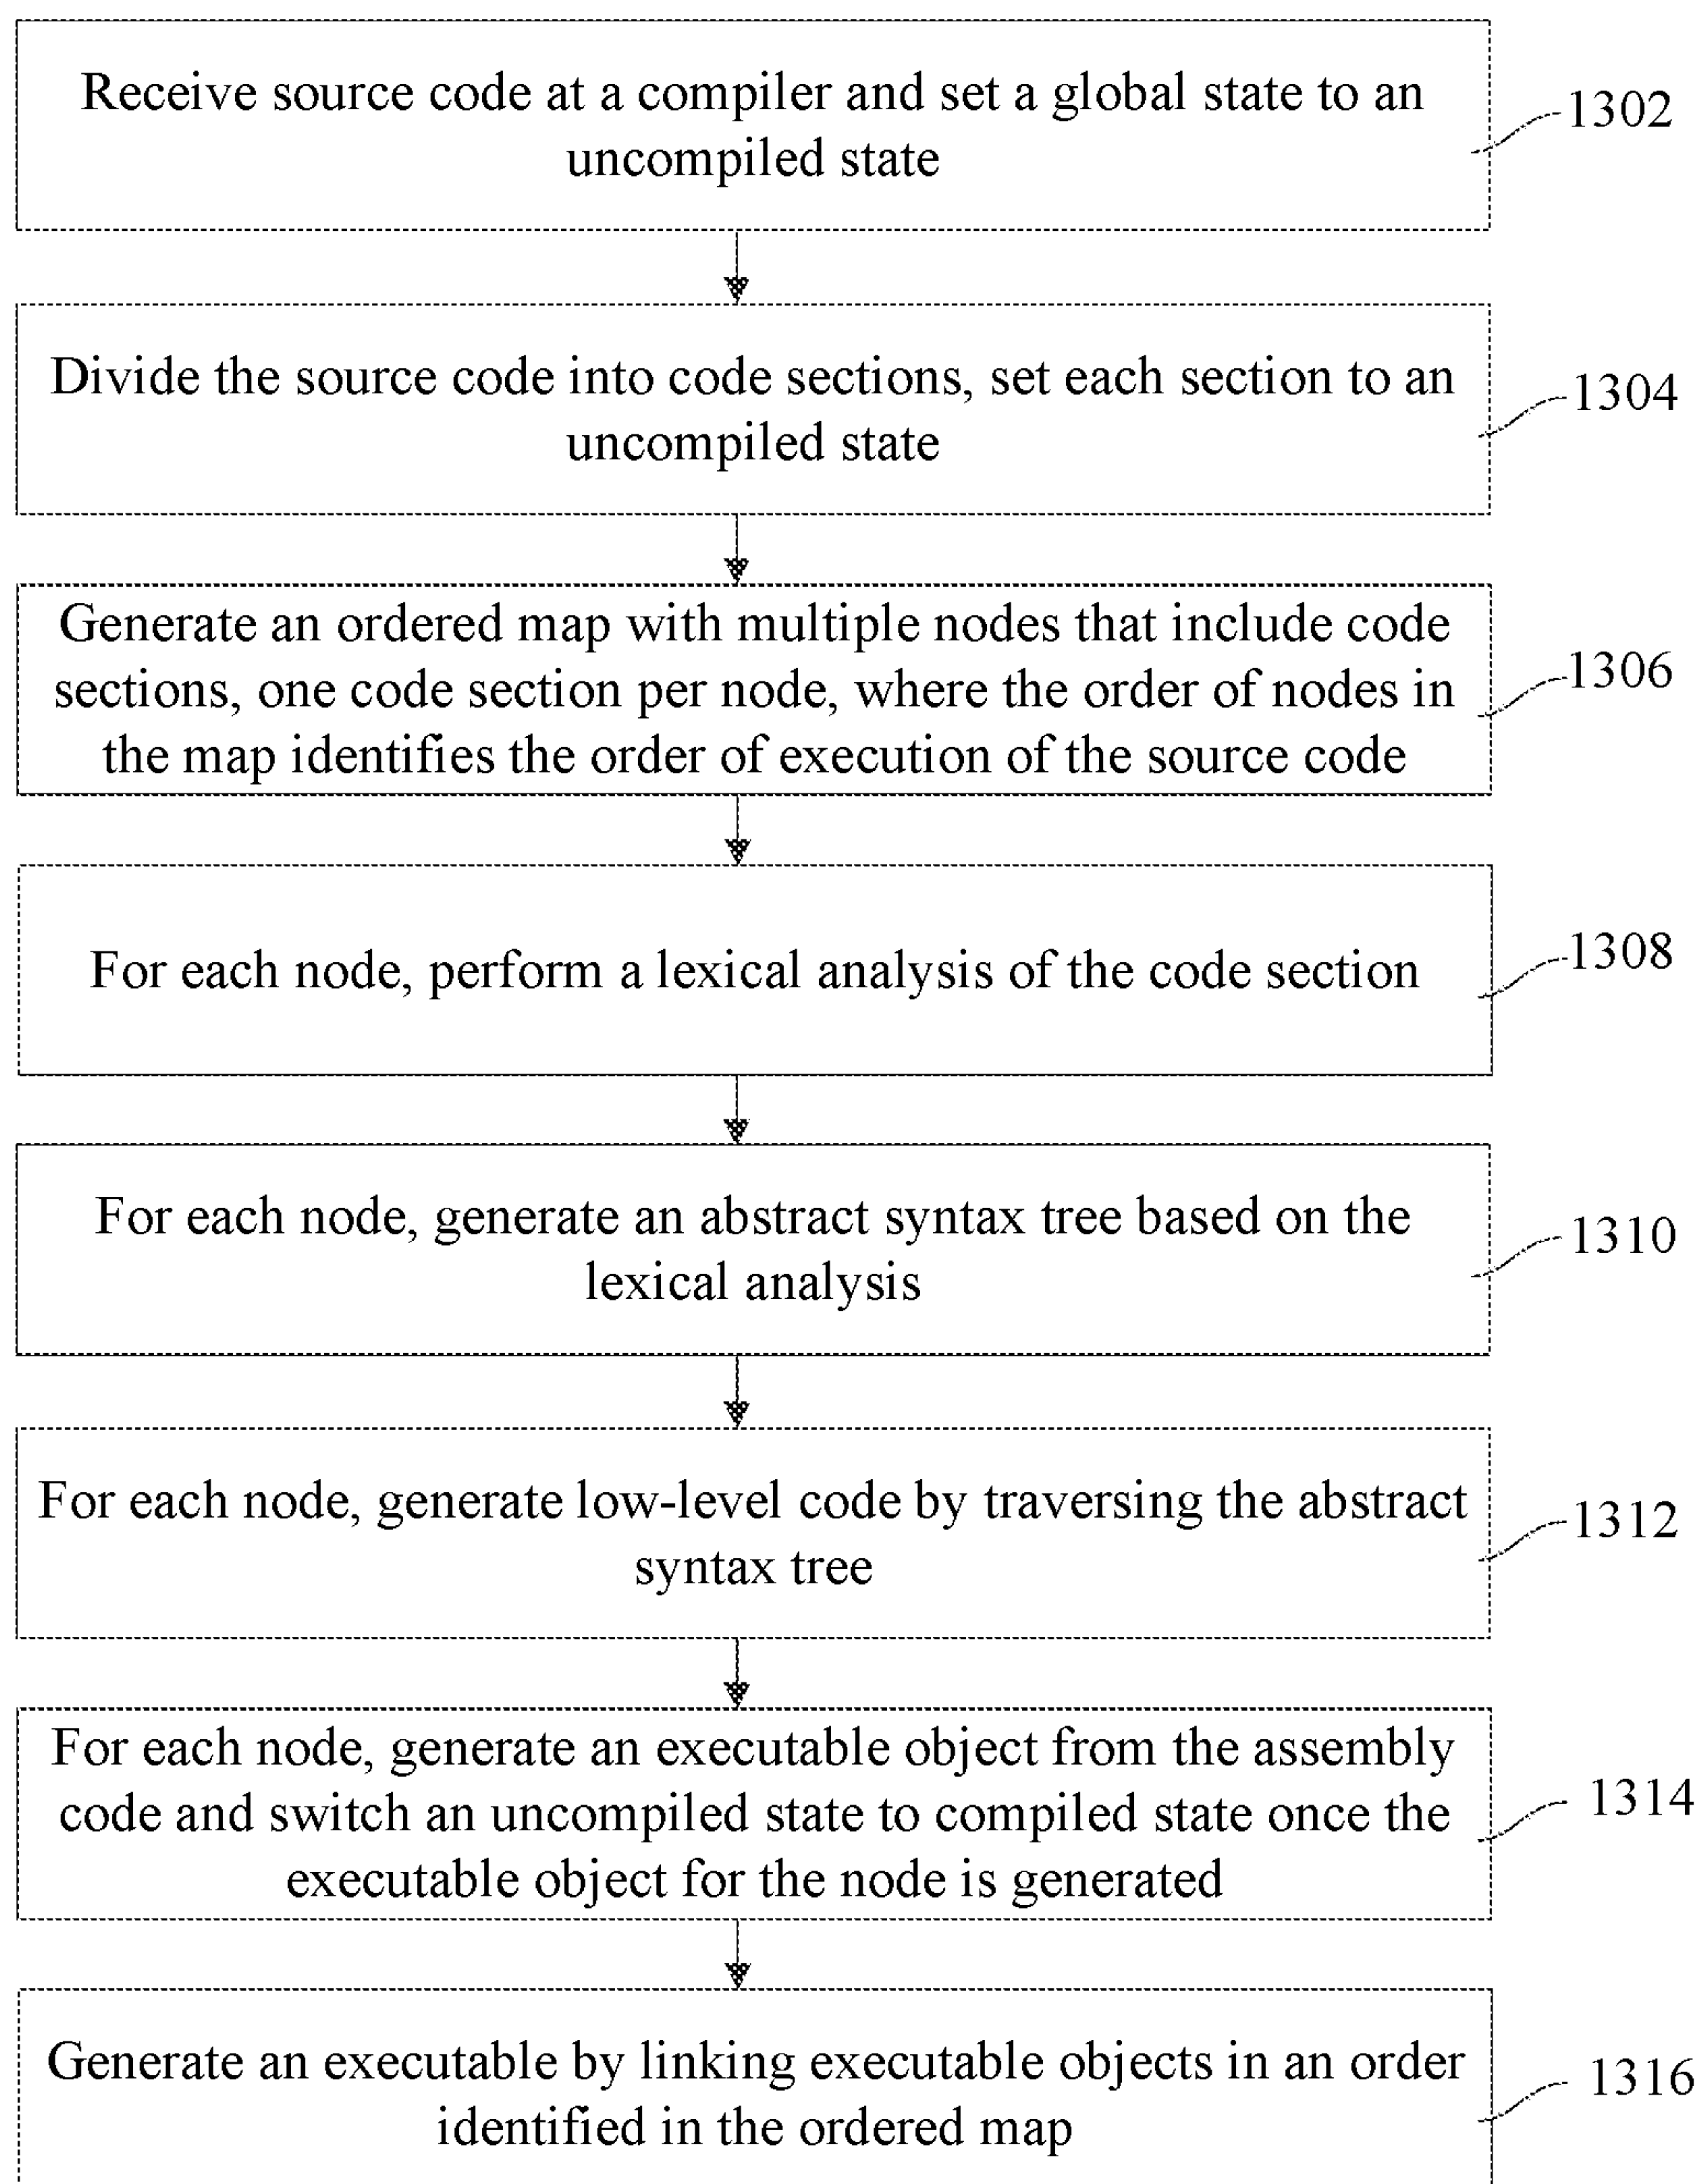 Receive source code at a compiler and set a global state to an
uncompiled state
1302
Divide the source code into code sections, set each section to an
uncompiled state
1304
Generate an ordered map with multiple nodes that include code
sections, one code section per node, where the order of nodes in
the map identifies the order of execution of the source code
1306
For each node, perform a lexical analysis of the code section
1308
For each node, generate an abstract syntax tree based on the
lexical analysis
1310
For each node, generate low-level code by traversing the abstract
syntax tree
1312
For each node, generate an executable object from the assembly
code and switch an uncompiled state to compiled state once the
executable object for the node is generated
1314
Generate an executable by linking executable objects in an order
identified in the ordered map
1316